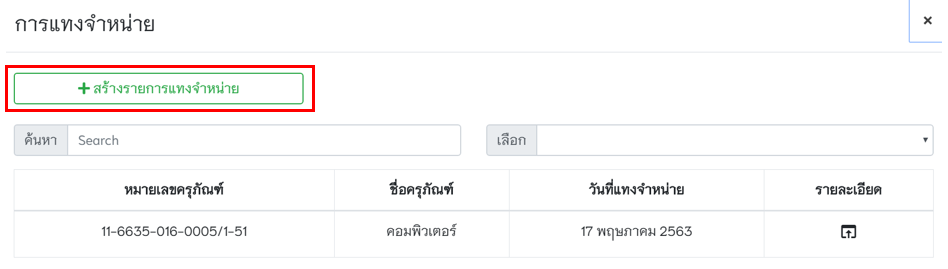 การแทงจำหน่าย
×
+ สร้างรายการแทงจำหน่าย
ค้นหา Search เลือก
หมายเลขครุภัณฑ์ ชื่อครุภัณฑ์ วันที่แทงจำหน่าย รายละเอียด
11-6635-016-0005/1-51 คอมพิวเตอร์ 17 พฤษภาคม 2563